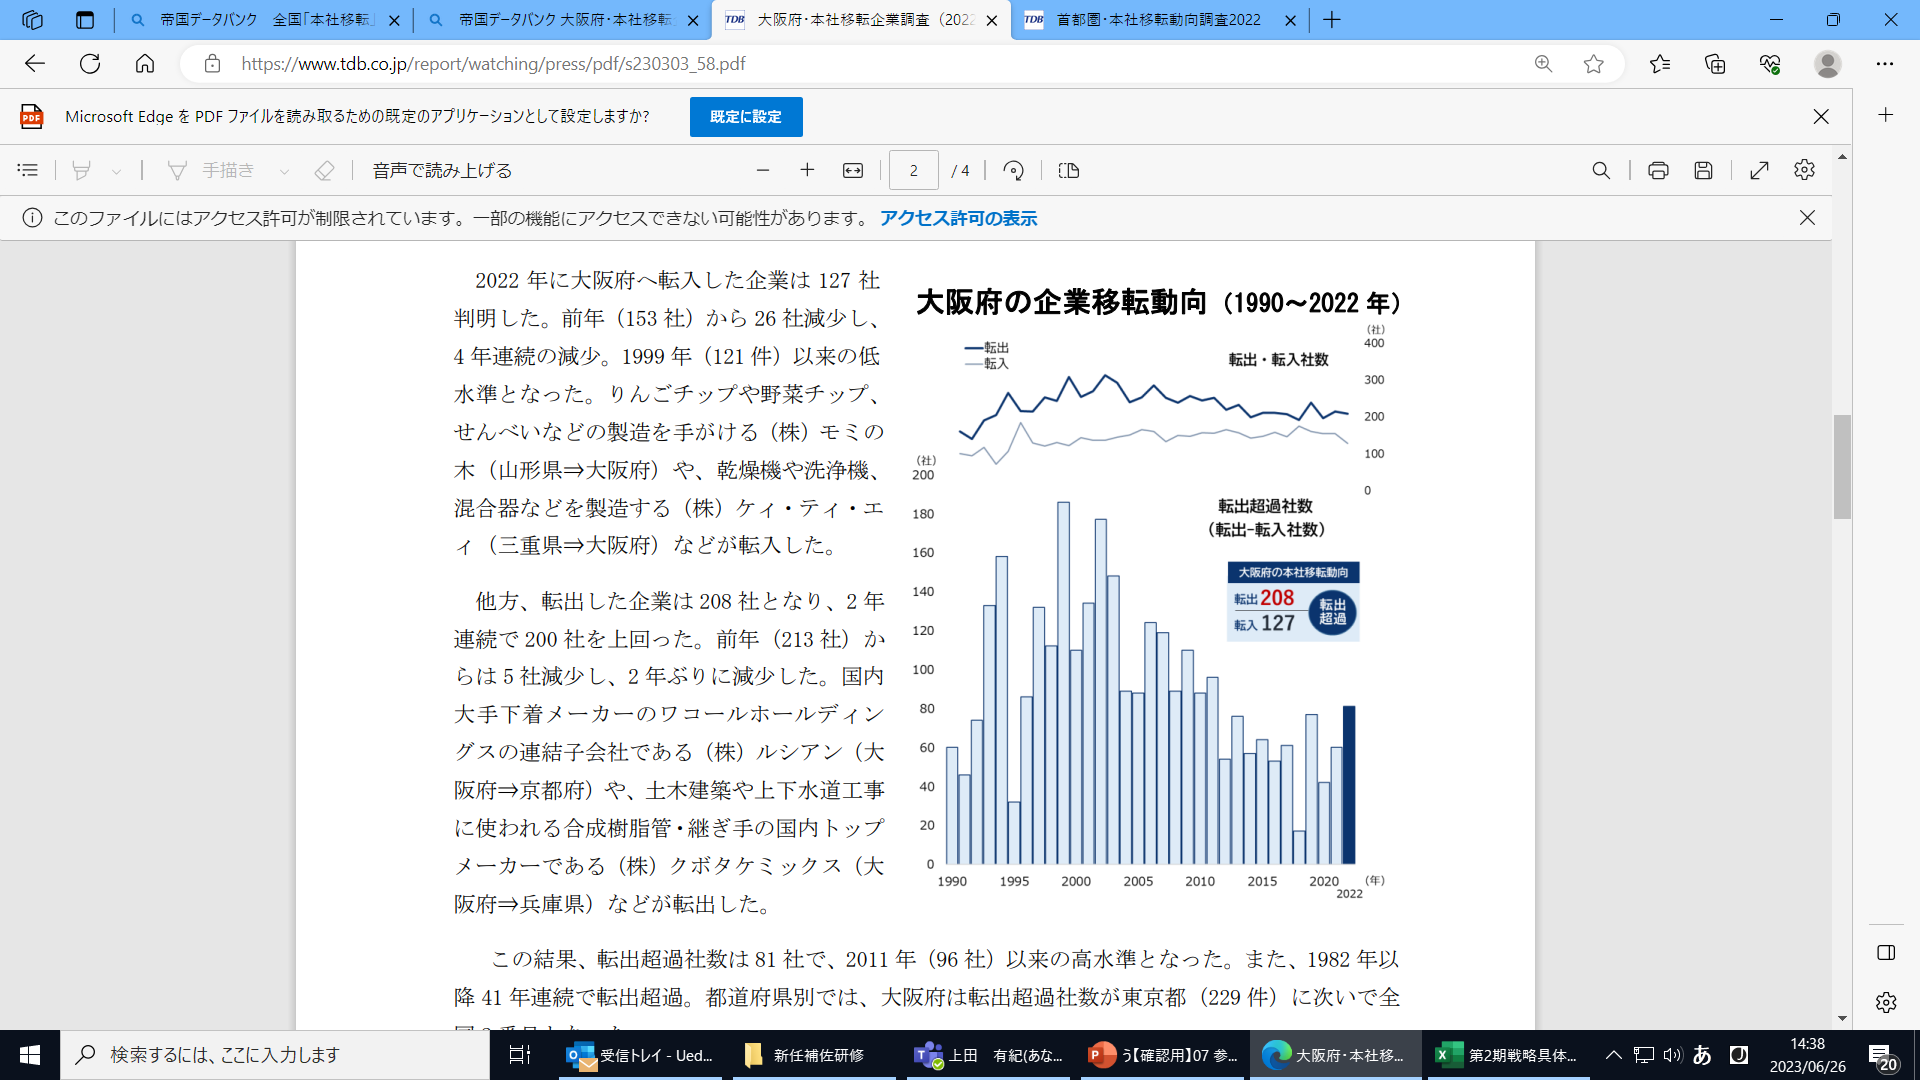 帝国データバンク　全国「本社移転」
帝国データバンク 大阪府・本社移転
大阪府・本社移転企業調査（2022
首都圏・本社移転動向調査2022
https://www.tdb.co.jp/report/watching/press/pdf/s230303_58.pdf
Microsoft Edge を PDF ファイルを読み取るための既定のアプリケーションとして設定しますか?
既定に設定
手描き
音声で読み上げる
2
/ 4
このファイルにはアクセス許可が制限されています。一部の機能にアクセスできない可能性があります。
アクセス許可の表示
2022 年に大阪府へ転入した企業は 127 社
判明した。前年（153 社）から 26 社減少し、
4 年連続の減少。1999 年（121 件）以来の低
水準となった。りんごチップや野菜チップ、
せんべいなどの製造を手がける（株）モミの
木（山形県⇒大阪府）や、乾燥機や洗浄機、
混合器などを製造する（株）ケィ・ティ・エ
ィ（三重県⇒大阪府）などが転入した。
他方、転出した企業は 208 社となり、2 年
連続で 200 社を上回った。前年（213 社）か
らは 5 社減少し、2 年ぶりに減少した。国内
大手下着メーカーのワコールホールディン
グスの連結子会社である（株）ルシアン（大
阪府⇒京都府）や、土木建築や上下水道工事
に使われる合成樹脂管・継ぎ手の国内トップ
メーカーである（株）クボタケミックス（大
阪府⇒兵庫県）などが転出した。
大阪府の企業移転動向（1990～2022 年）
転出
転入
転出・転入社数
（社）
400
300
200
100
0
（社）
200
180
160
140
120
100
80
60
40
20
0
転出超過社数
（転出-転入社数）
大阪府の本社移転動向
転出 208
転入 127
転出
超過
1990
1995
2000
2005
2010
2015
2020
（年）
2022
この結果、転出超過社数は 81 社で、2011 年（96 社）以来の高水準となった。また、1982 年以
降 41 年連続で転出超過。都道府県別では、大阪府は転出超過社数が東京都（229 件）に次いで全
検索するには、ここに入力します
受信トレイ - Ued...
新任補佐研修
上田　有紀(あな...
う【確認用】07 参...
大阪府・本社移...
第2期戦略具体...
あ
14:38
2023/06/26
20